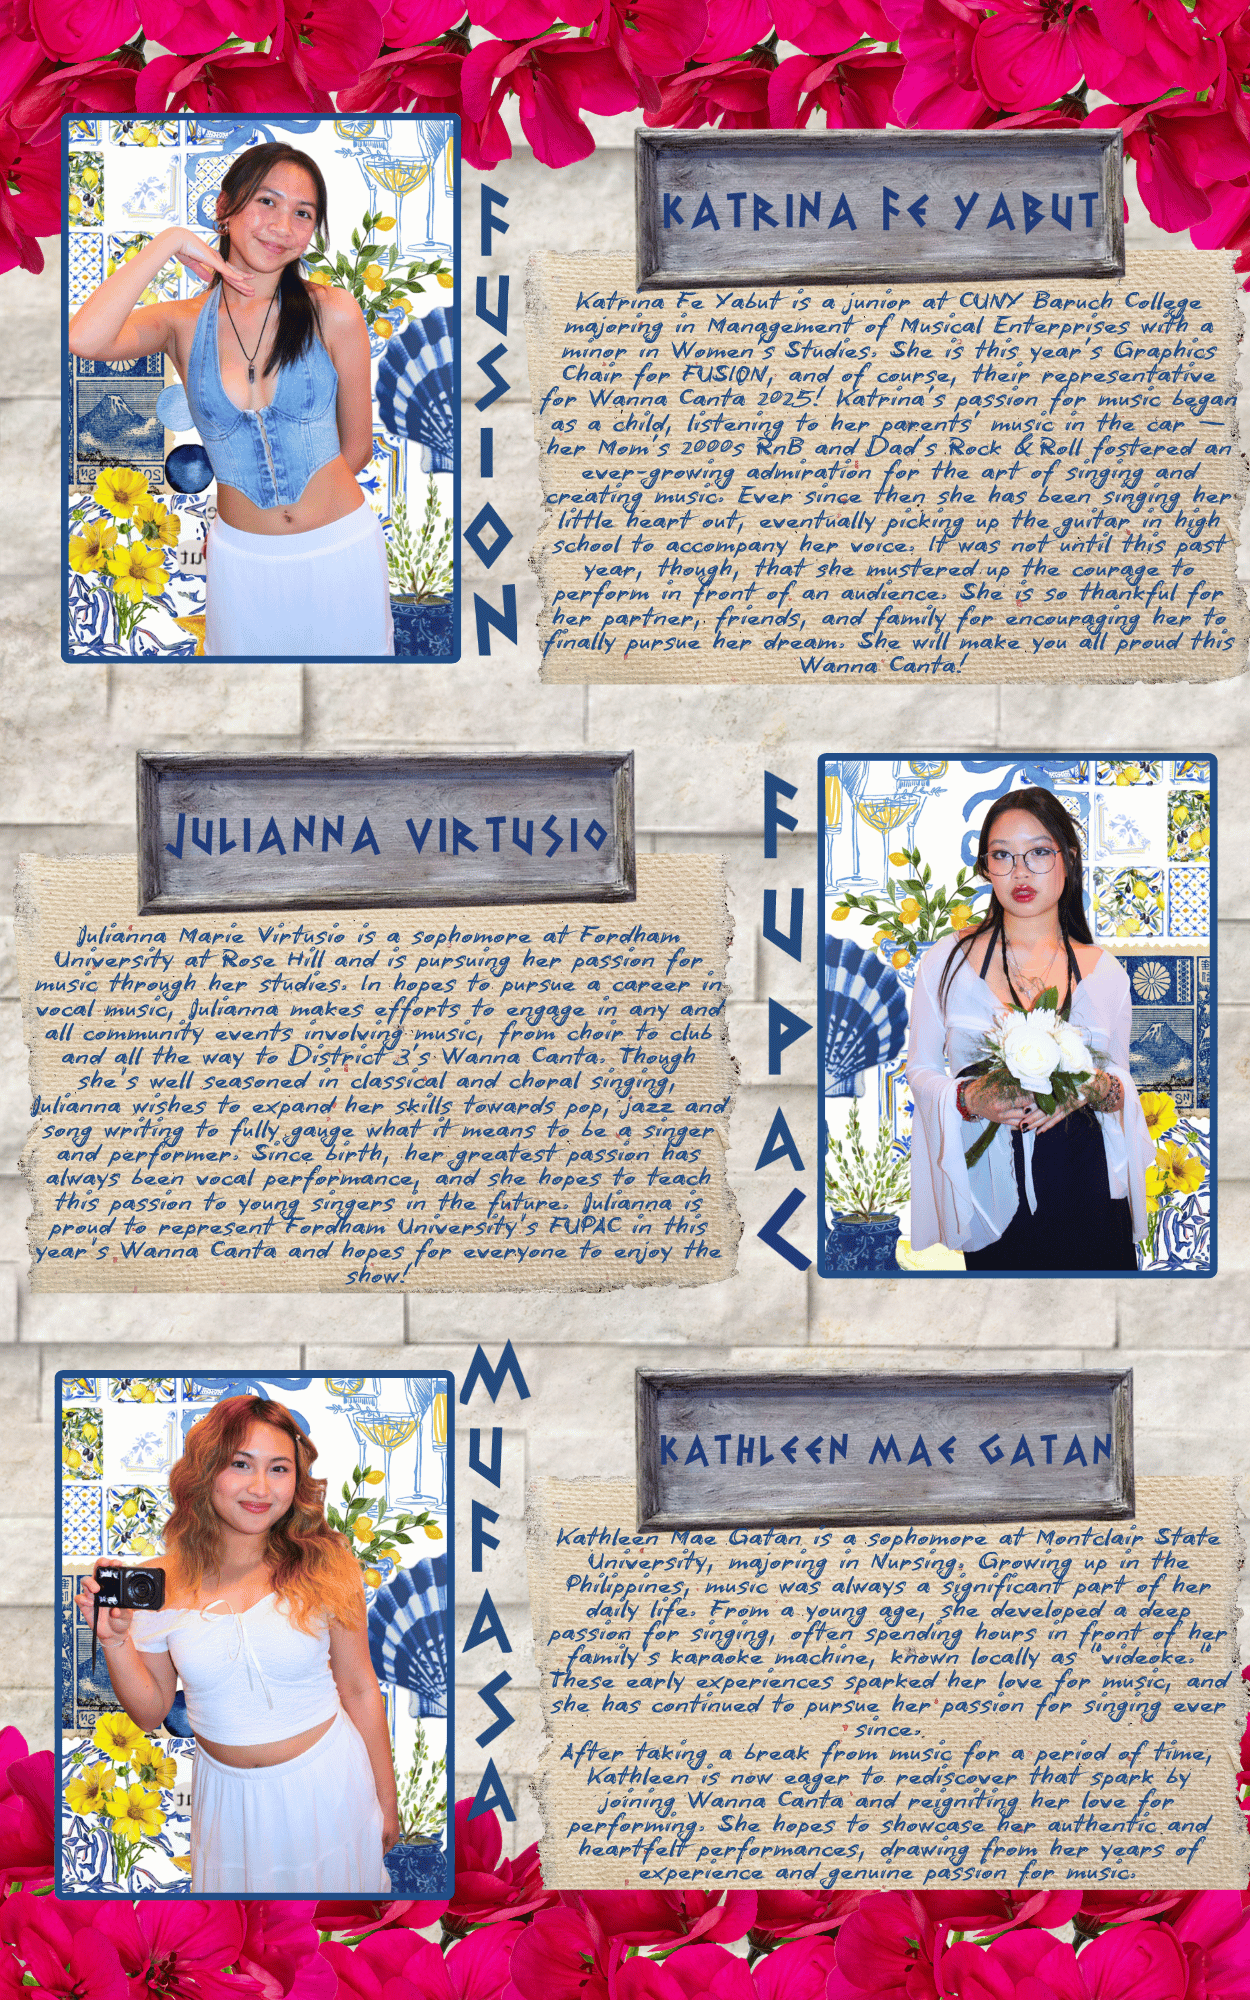 FUSION
KATRINA FE YABUT
Katrina Fe Yabut is a junior at CUNY Baruch College
majoring in Management of Musical Enterprises with a
minor in Women's Studies. She is this year's Graphics
Chair for FUSION, and of course, their representative
for Wanna Canta 2025! Katrina's passion for music began
as a child, listening to her parents' music in the car —
her Mom's 2000s RnB and Dad's Rock & Roll fostered an
ever-growing admiration for the art of singing and
creating music. Ever since then she has been singing her
little heart out, eventually picking up the guitar in high
school to accompany her voice. It was not until this past
year, though, that she mustered up the courage to
perform in front of an audience. She is so thankful for
her partner, friends, and family for encouraging her to
finally pursue her dream. She will make you all proud this
Wanna Canta!
JULIANNA VIRTUSIO
Julianna Marie Virtusio is a sophomore at Fordham
University at Rose Hill and is pursuing her passion for
music through her studies. In hopes to pursue a career in
vocal music, Julianna makes efforts to engage in any and
all community events involving music, from choir to club
and all the way to District 3's Wanna Canta. Though
she's well seasoned in classical and choral singing,
Julianna wishes to expand her skills towards pop, jazz and
song writing to fully gauge what it means to be a singer
and performer. Since birth, her greatest passion has
always been vocal performance, and she hopes to teach
this passion to young singers in the future. Julianna is
proud to represent Fordham University's FUPAC in this
year's Wanna Canta and hopes for everyone to enjoy the
show!
FUPAC
MUFASA
KATHLEEN MAE GATAN
Kathleen Mae Gatan is a sophomore at Montclair State
University, majoring in Nursing. Growing up in the
Philippines, music was always a significant part of her
daily life. From a young age, she developed a deep
passion for singing, often spending hours in front of her
family's karaoke machine, known locally as "videoke."
These early experiences sparked her love for music, and
she has continued to pursue her passion for singing ever
since.
After taking a break from music for a period of time,
Kathleen is now eager to rediscover that spark by
joining Wanna Canta and reigniting her love for
performing. She hopes to showcase her authentic and
heartfelt performances, drawing from her years of
experience and genuine passion for music.